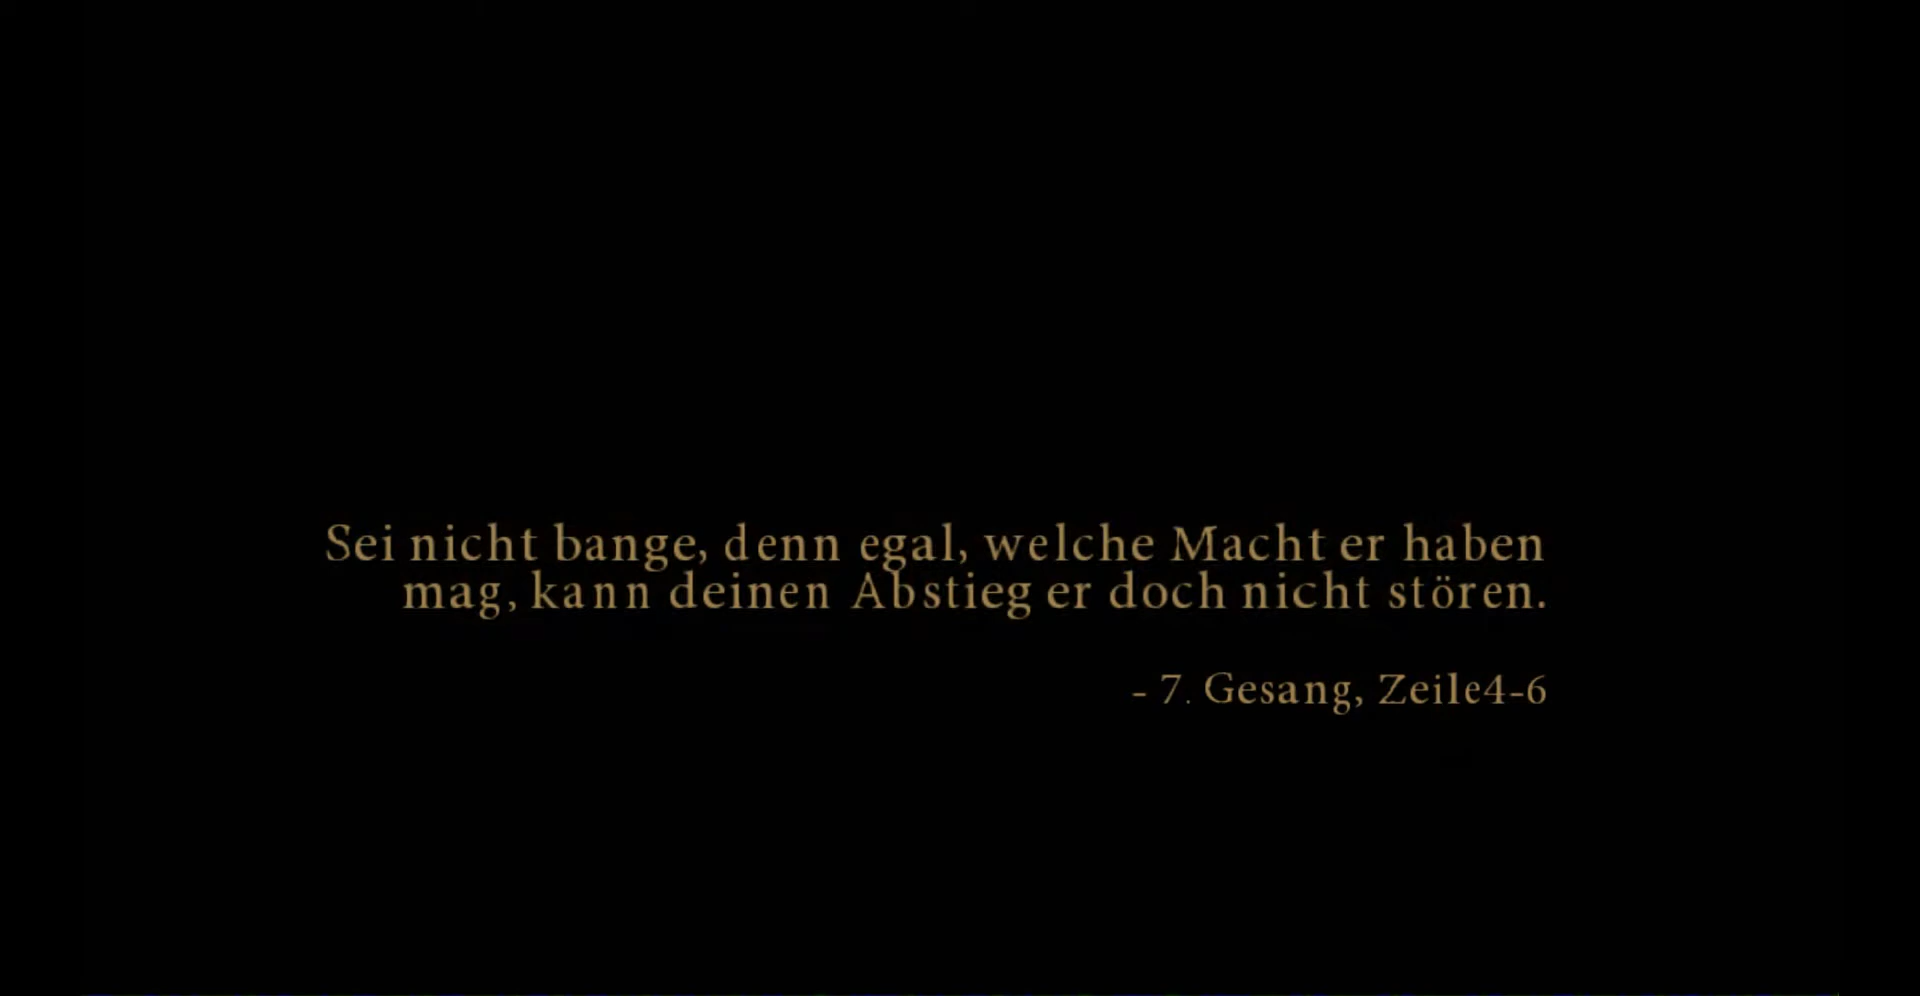 Sei nicht bange, denn egal, welche Macht er haben
mag, kann deinen Abstieg er doch nicht stören.
- 7. Gesang, Zeile4-6